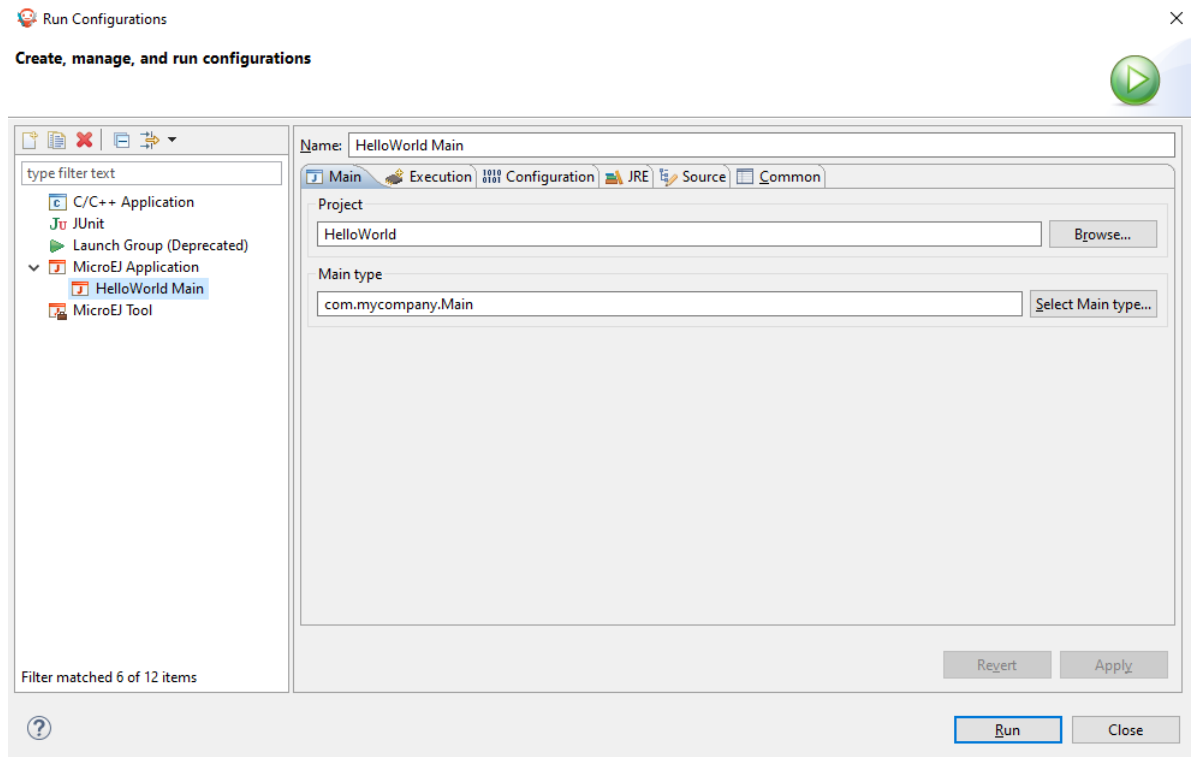 Run Configurations
Create, manage, and run configurations
type filter text
C/C++ Application
Ju JUnit
Launch Group (Deprecated)
MicroEJ Application
HelloWorld Main
MicroEJ Tool
Filter matched 6 of 12 items
Name: HelloWorld Main
Main Execution Configuration JRE Source Common
Project
HelloWorld Browse...
Main type
com.mycompany.Main Select Main type...
Revert Apply
Run Close